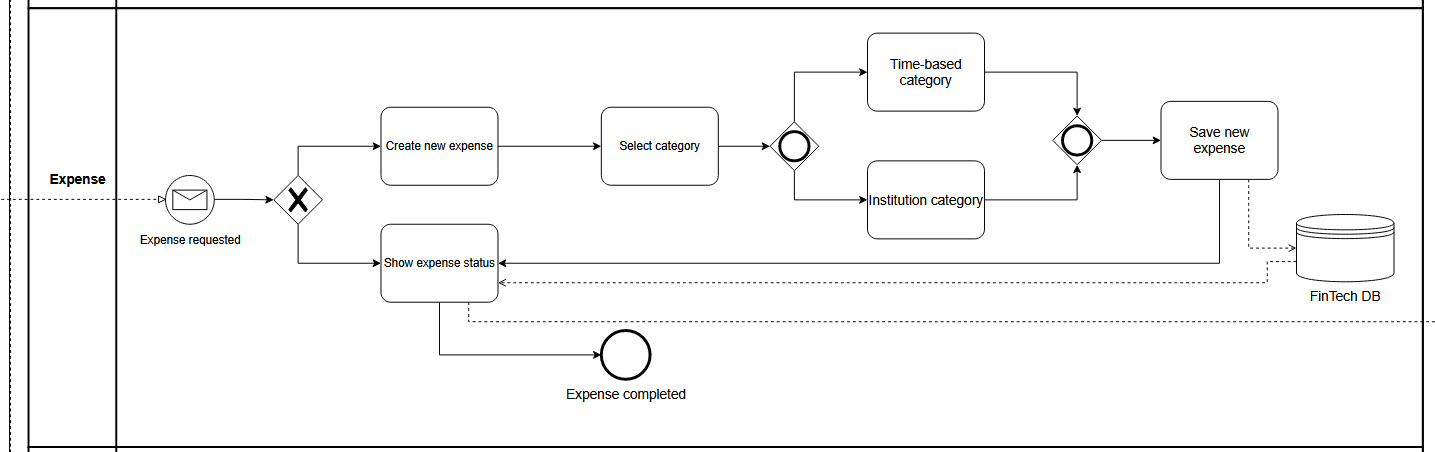 Expense
Expense requested
Create new expense
Select category
Time-based
category
Institution category
Save new
expense
Show expense status
FinTech DB
Expense completed